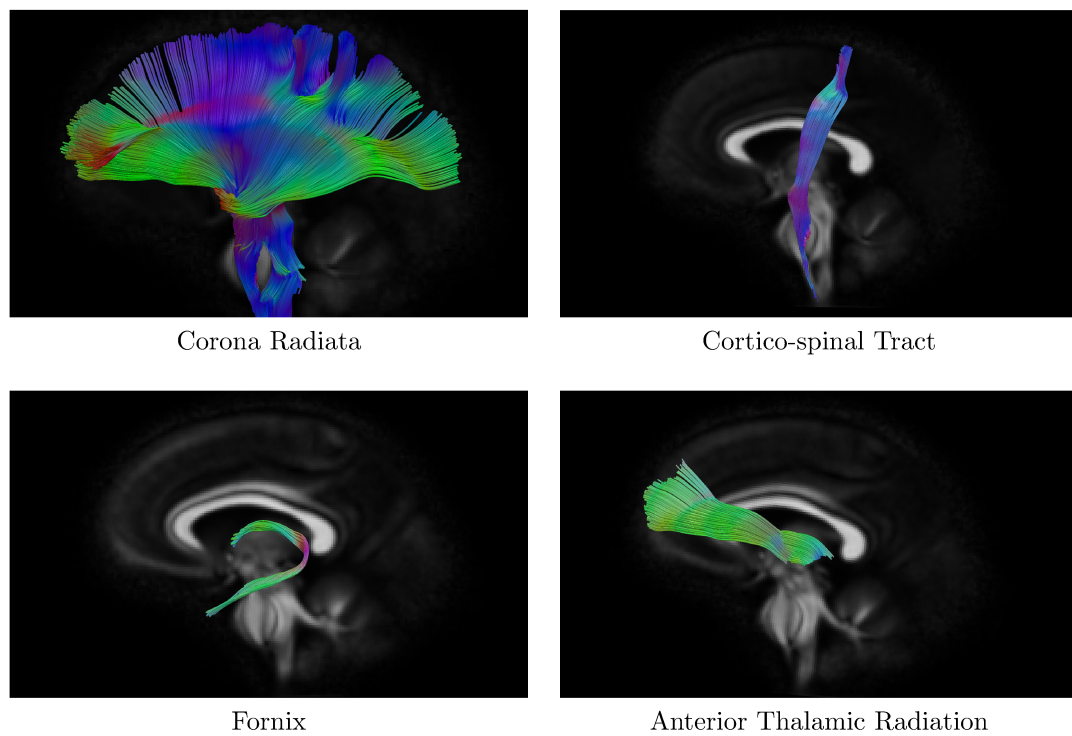 Corona Radiata
Cortico-spinal Tract
Fornix
Anterior Thalamic Radiation